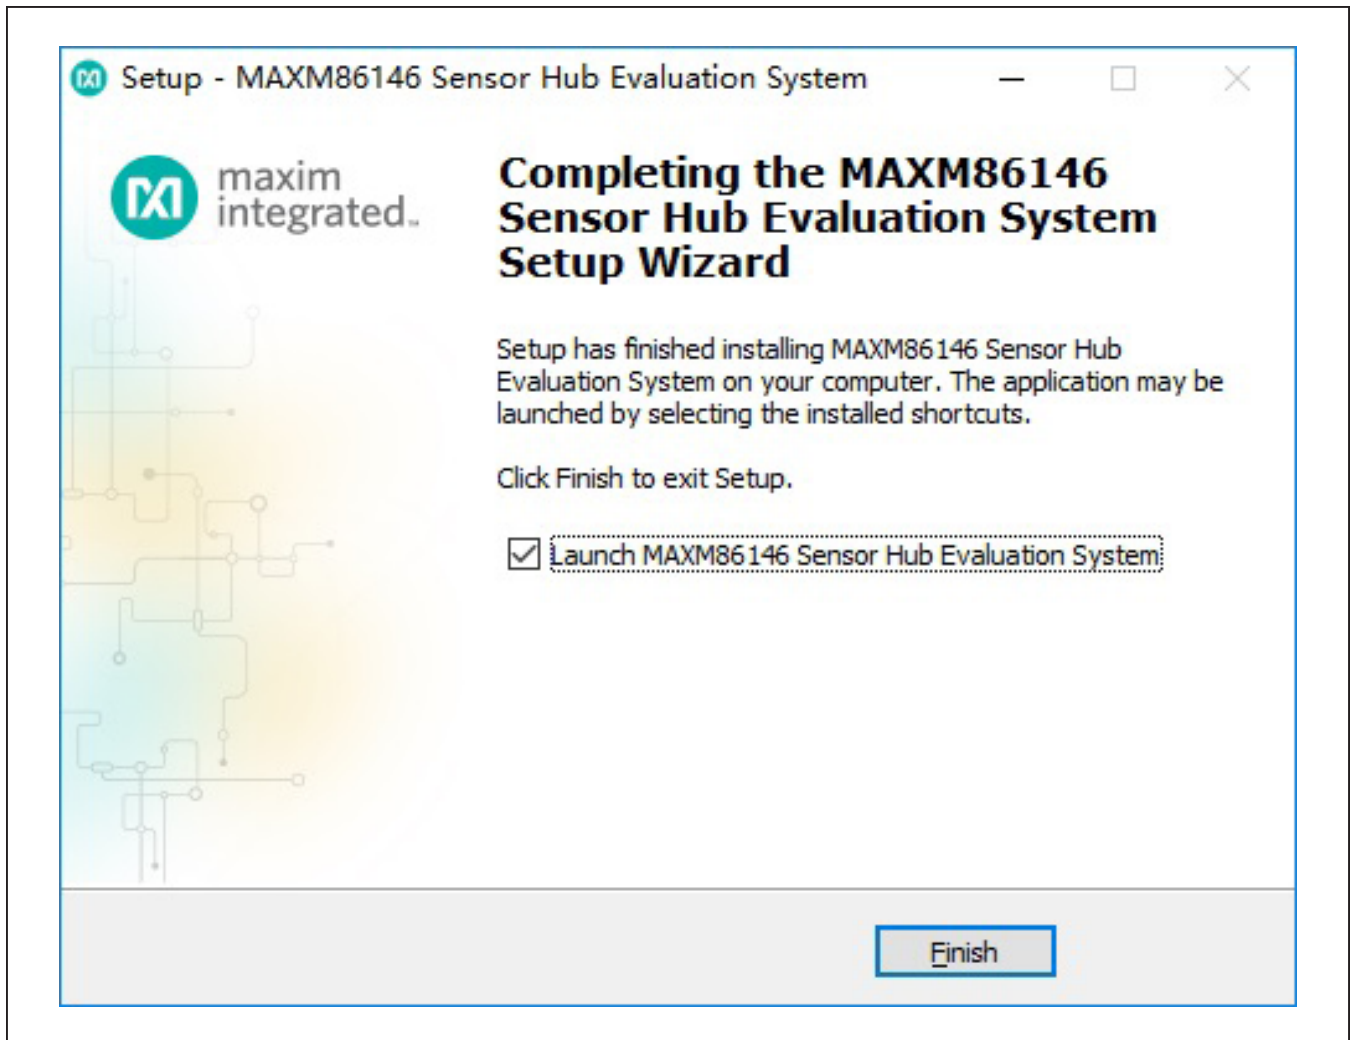 Setup - MAXM86146 Sensor Hub Evaluation System
maxim
integrated™
Completing the MAXM86146
Sensor Hub Evaluation System
Setup Wizard
Setup has finished installing MAXM86146 Sensor Hub
Evaluation System on your computer. The application may be
launched by selecting the installed shortcuts.
Click Finish to exit Setup.
Launch MAXM86146 Sensor Hub Evaluation System
Finish